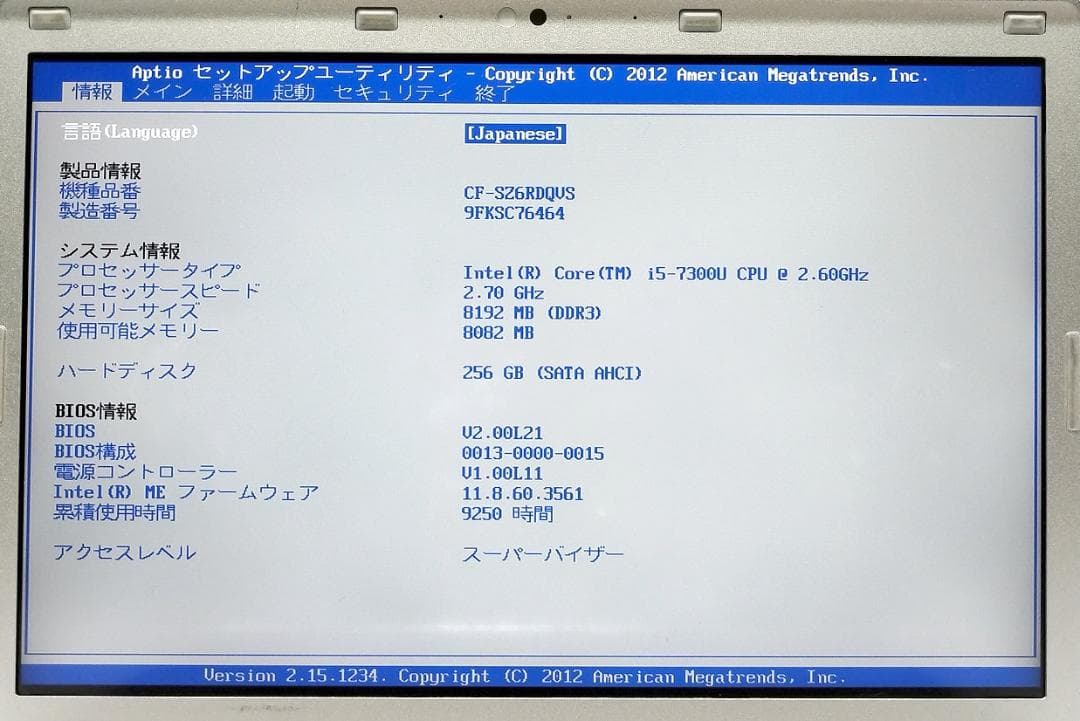 Aptio セットアップユーティリティ - Copyright (C) 2012 American Megatrends, Inc.
情報 メイン 詳細 起動 セキュリティ 終了
言語(Language) [Japanese]
製品情報
機種品番 CF-SZ6RDQVS
製造番号 9FKSC76464
システム情報
プロセッサータイプ Intel(R) Core(TM) i5-7300U CPU @ 2.60GHz
プロセッサースピード 2.70 GHz
メモリーサイズ 8192 MB (DDR3)
使用可能メモリー 8082 MB
ハードディスク 256 GB (SATA AHCI)
BIOS情報
BIOS V2.00L21
BIOS構成 0013-0000-0015
電源コントローラー V1.00L11
Intel(R) ME ファームウェア 11.8.60.3561
累積使用時間 9250 時間
アクセスレベル スーパーバイザー
Version 2.15.1234. Copyright (C) 2012 American Megatrends, Inc.